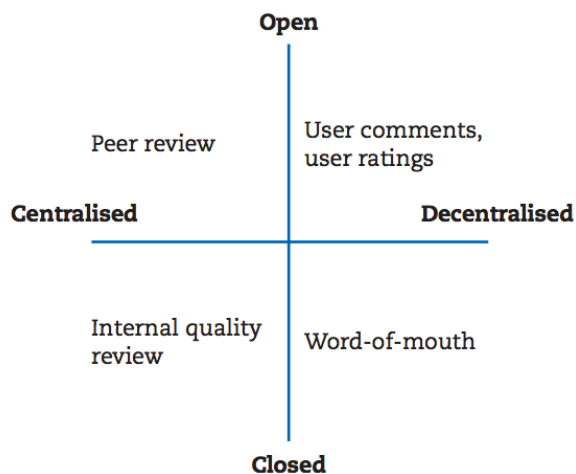 Open
Peer review
User comments,
user ratings
Centralised
Decentralised
Internal quality
review
Word-of-mouth
Closed